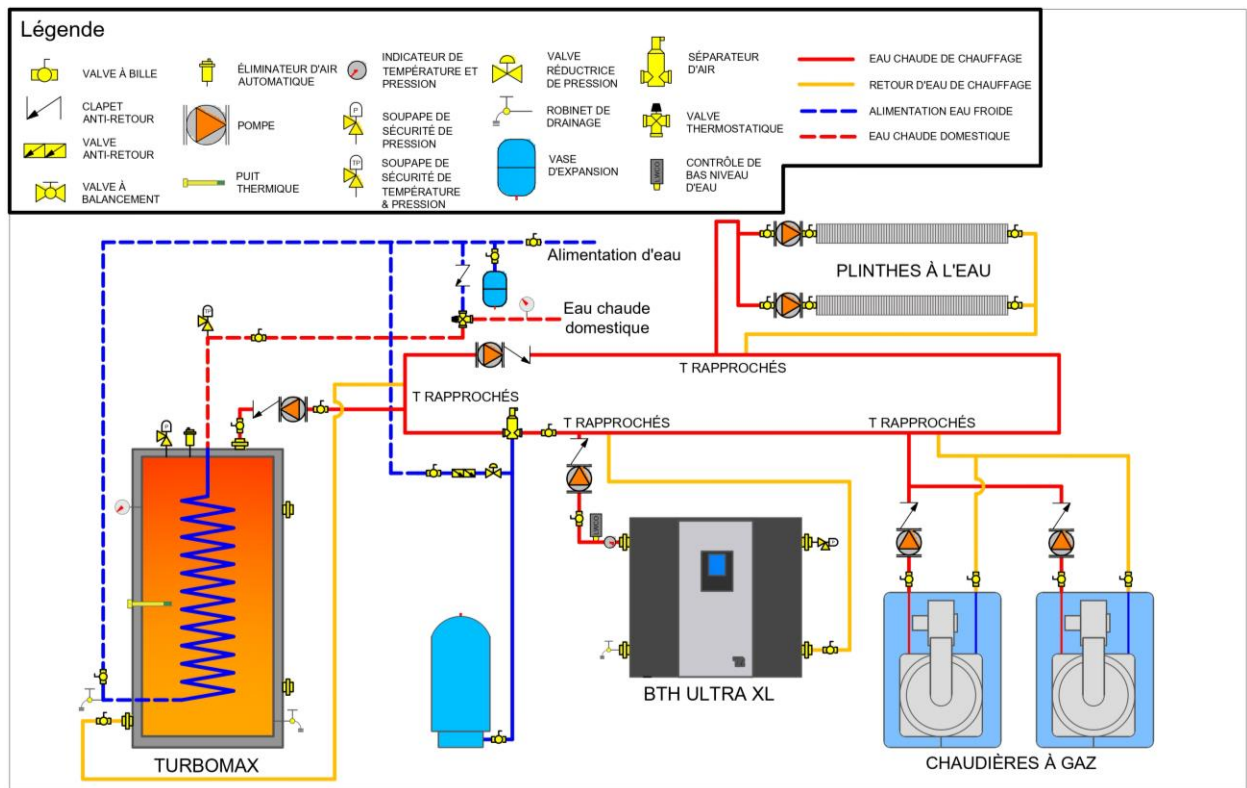 Légende
VALVE À BILLE
CLAPET
ANTI-RETOUR
VALVE
ANTI-RETOUR
VALVE À
BALANCEMENT
ÉLIMINATEUR D'AIR
AUTOMATIQUE
POMPE
PUIT
THERMIQUE
INDICATEUR DE
TEMPÉRATURE ET
PRESSION
P
SOUPAPE DE
SÉCURITÉ DE
PRESSION
TP
SOUPAPE DE
SÉCURITÉ DE
TEMPÉRATURE
& PRESSION
VALVE
RÉDUCTRICE
DE PRESSION
ROBINET DE
DRAINAGE
VASE
D'EXPANSION
SÉPARATEUR
D'AIR
VALVE
THERMOSTATIQUE
LWCO
CONTRÔLE DE
BAS NIVEAU
D'EAU
EAU CHAUDE DE CHAUFFAGE
RETOUR D'EAU DE CHAUFFAGE
ALIMENTATION EAU FROIDE
EAU CHAUDE DOMESTIQUE
Alimentation d'eau
PLINTHES À L'EAU
Eau chaude
domestique
TP
T RAPPROCHÉS
T RAPPROCHÉS
T RAPPROCHÉS
T RAPPROCHÉS
P
LWCO
P
BTH ULTRA XL
TURBOMAX
CHAUDIÈRES À GAZ